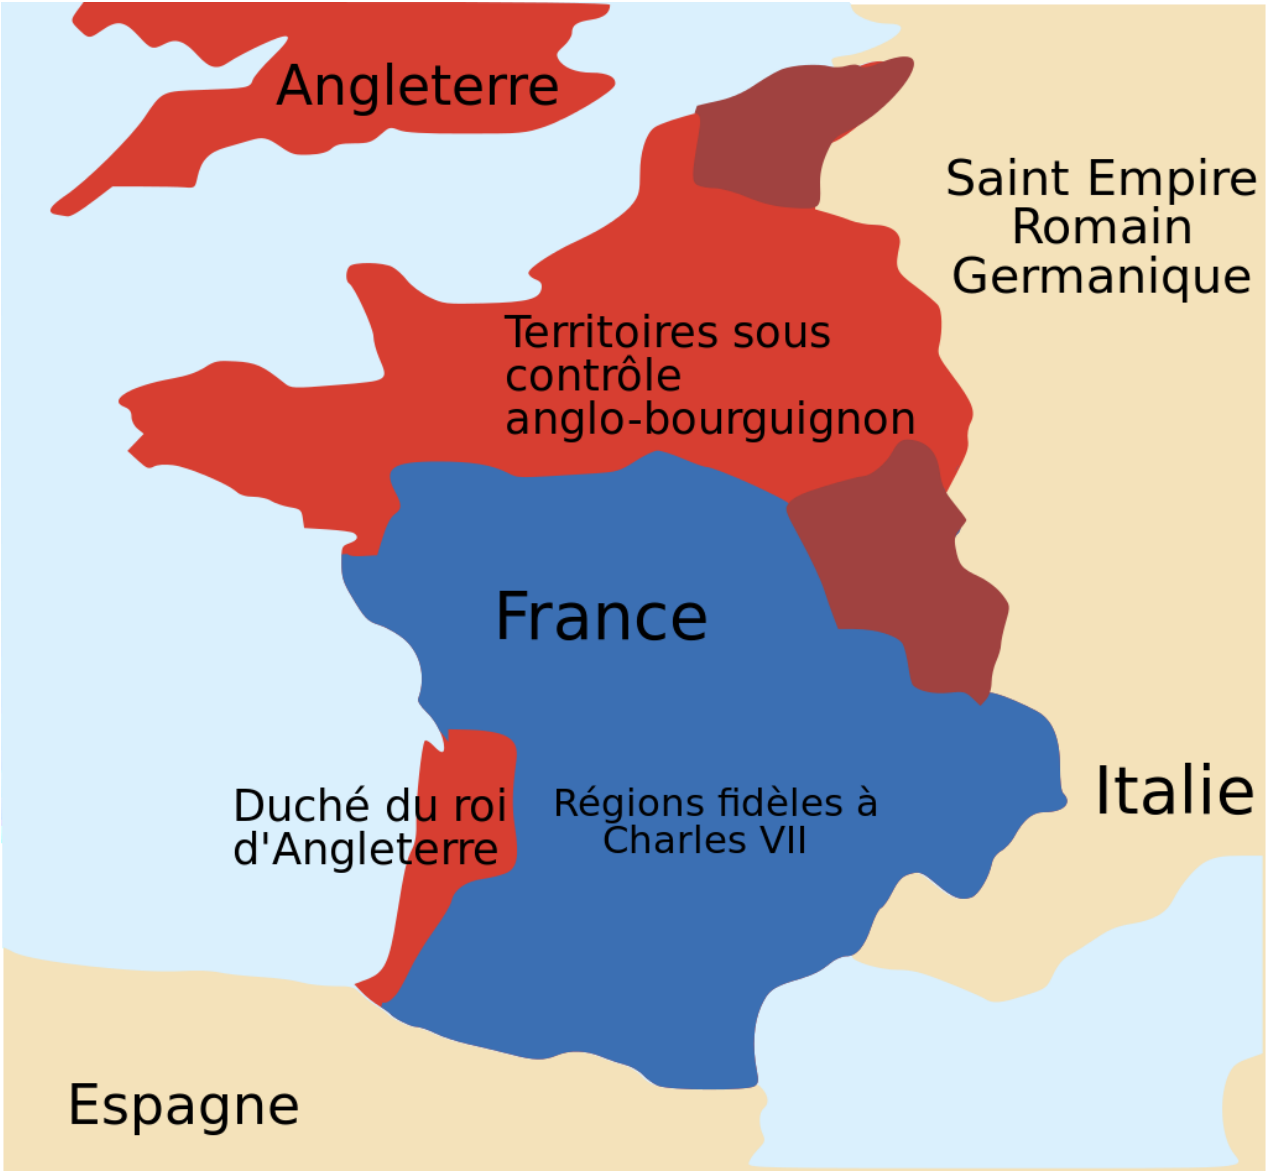 Angleterre
Saint Empire
Romain
Germanique
Territoires sous
contrôle
anglo-bourguignon
France
Italie
Duché du roi
d'Angleterre
Régions fidèles à
Charles VII
Espagne